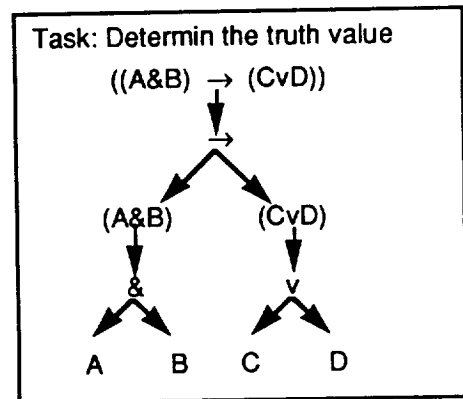 Task: Determin the truth value
((A&B) → (CvD))
→
(A&B) (CvD)
& v
A B C D